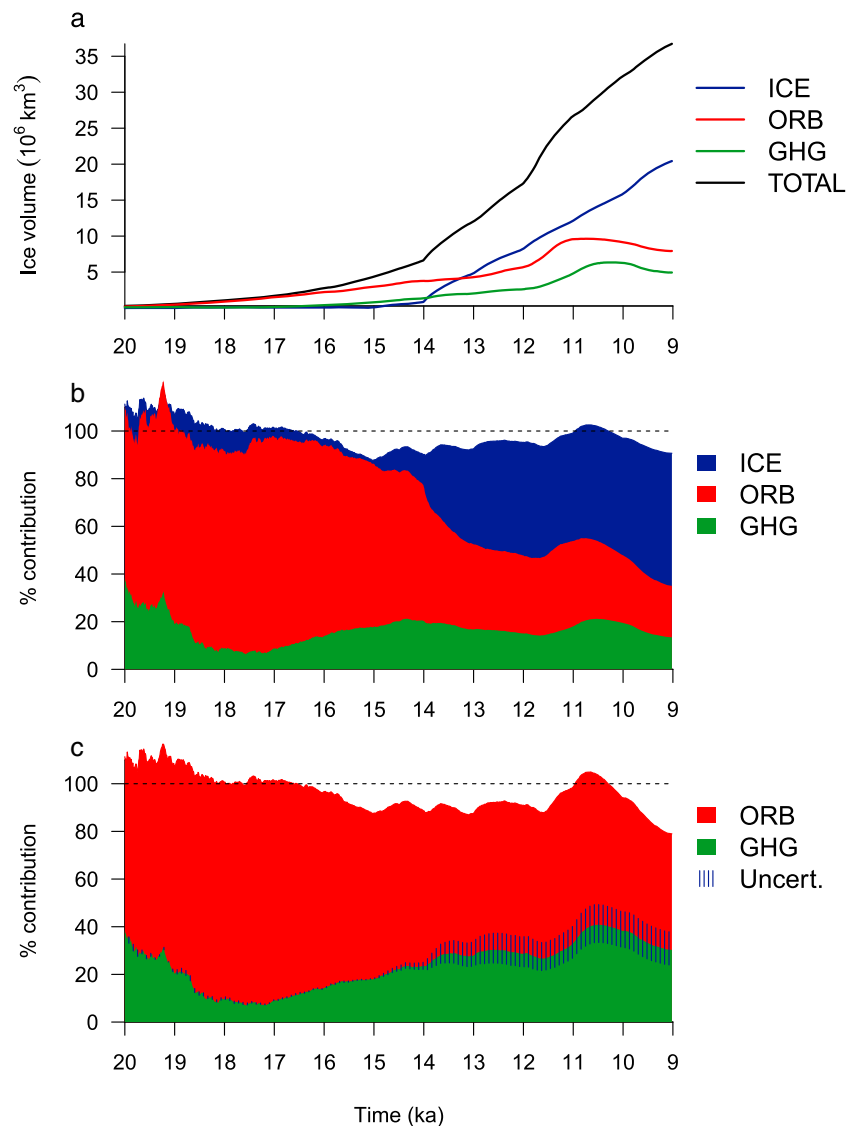 a
Ice volume (10⁶ km³)
35
30
25
20
15
10
5
20 19 18 17 16 15 14 13 12 11 10 9
ICE
ORB
GHG
TOTAL
b
% contribution
100
80
60
40
20
0
20 19 18 17 16 15 14 13 12 11 10 9
ICE
ORB
GHG
c
% contribution
100
80
60
40
20
0
20 19 18 17 16 15 14 13 12 11 10 9
ORB
GHG
Uncert.
Time (ka)